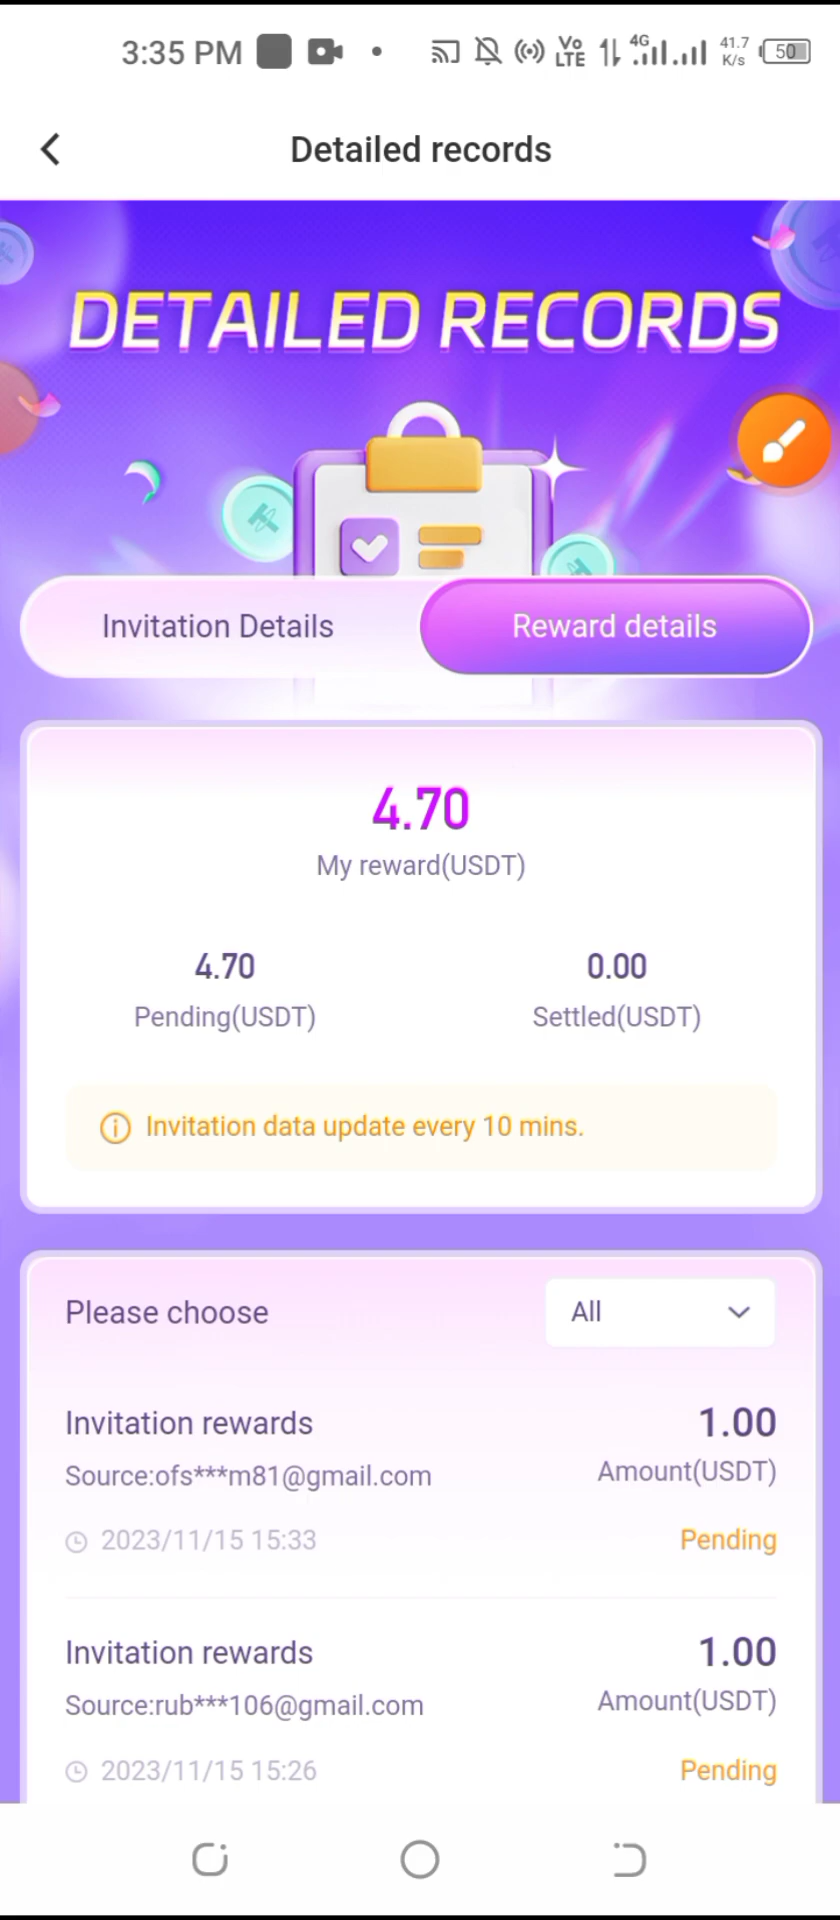 3:35 PM
Vo LTE 4G 41.7 K/s 50
Detailed records
DETAILED RECORDS
Invitation Details Reward details
4.70
My reward(USDT)
4.70 0.00
Pending(USDT) Settled(USDT)
Invitation data update every 10 mins.
Please choose All
Invitation rewards 1.00
Source:ofs***m81@gmail.com Amount(USDT)
2023/11/15 15:33 Pending
Invitation rewards 1.00
Source:rub***106@gmail.com Amount(USDT)
2023/11/15 15:26 Pending